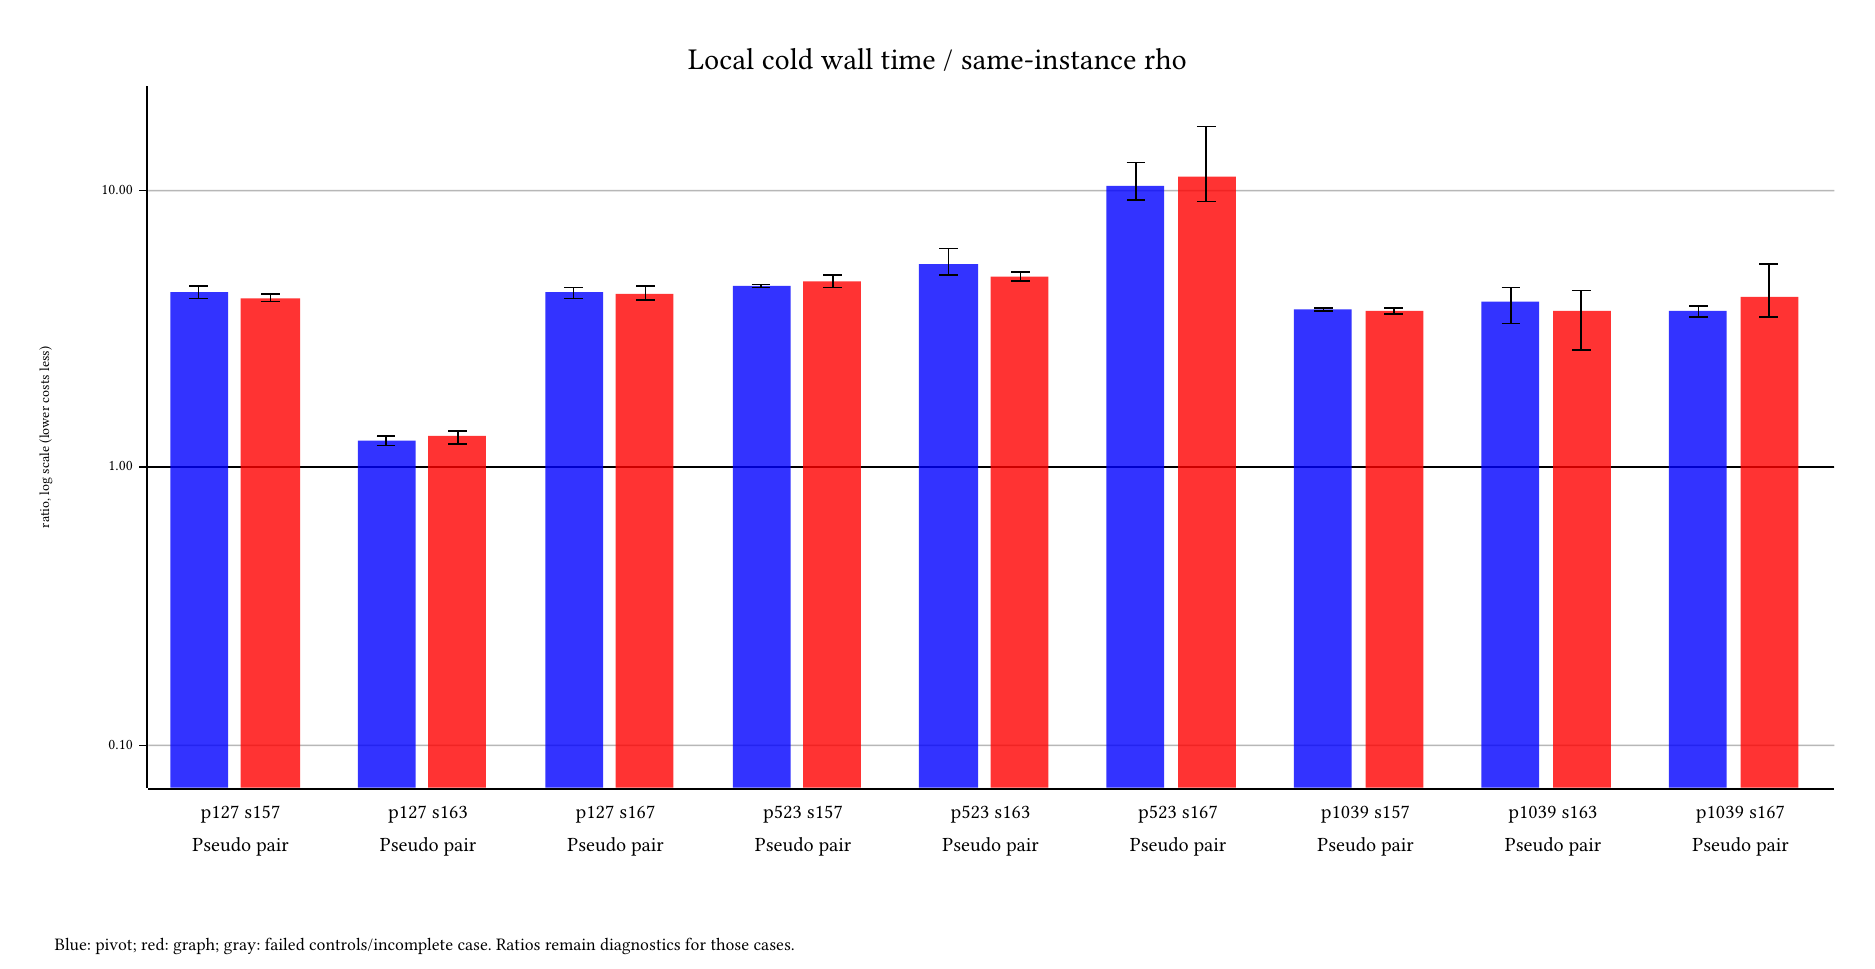 Local cold wall time / same-instance rho
10.00
1.00
0.10
ratio, log scale (lower costs less)
p127 s157 p127 s163 p127 s167 p523 s157 p523 s163 p523 s167 p1039 s157 p1039 s163 p1039 s167
Pseudo pair Pseudo pair Pseudo pair Pseudo pair Pseudo pair Pseudo pair Pseudo pair Pseudo pair Pseudo pair
Blue: pivot; red: graph; gray: failed controls/incomplete case. Ratios remain diagnostics for those cases.